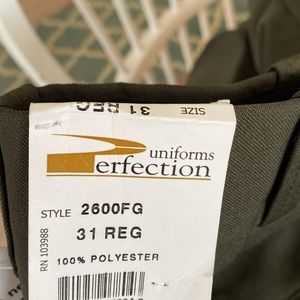 SIZE 31 REG
uniforms
Perfection
STYLE 2600FG
31 REG
100% POLYESTER
RN 103988